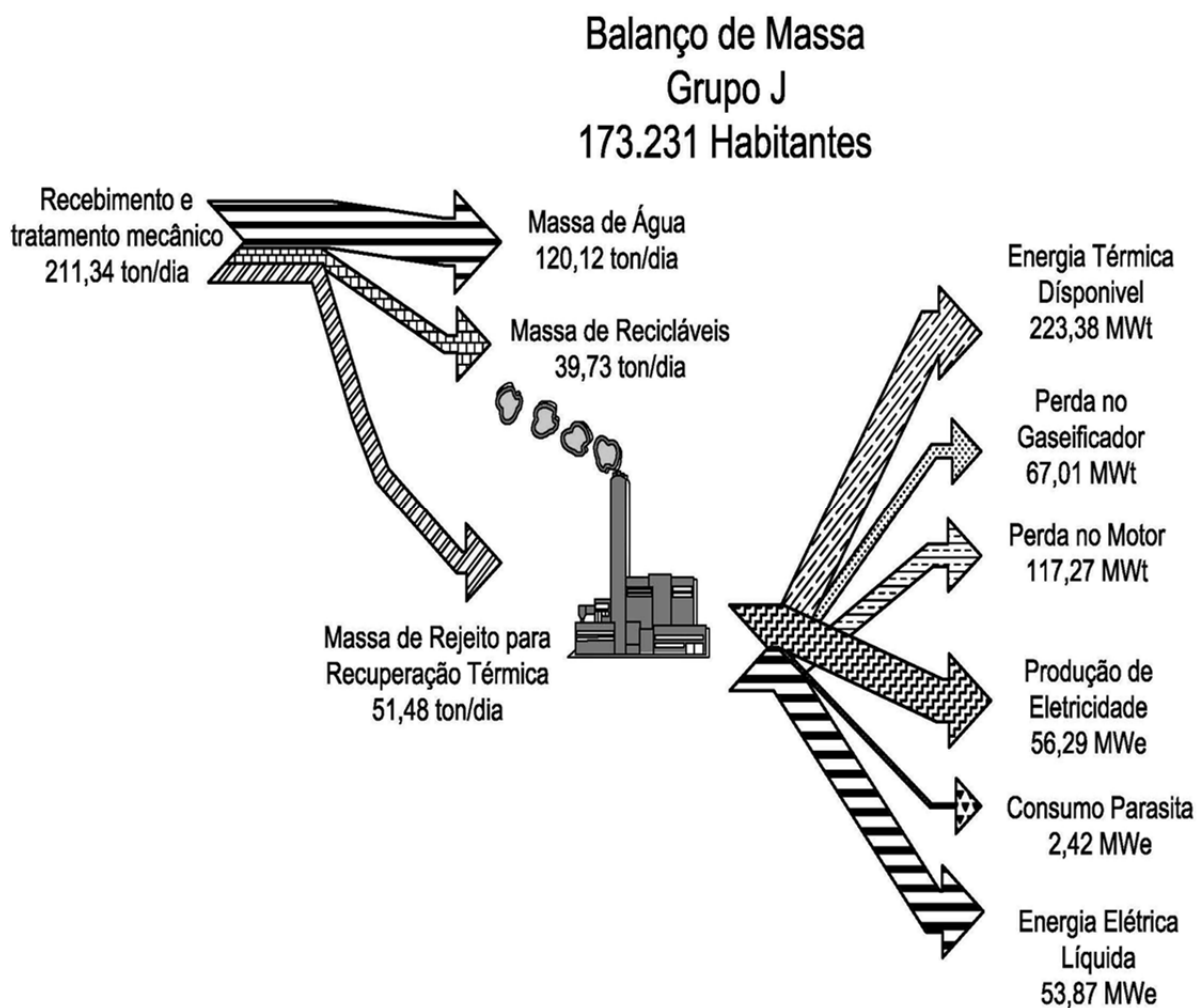 Balanço de Massa
Grupo J
173.231 Habitantes
Recebimento e
tratamento mecânico
211,34 ton/dia
Massa de Água
120,12 ton/dia
Massa de Recicláveis
39,73 ton/dia
Massa de Rejeito para
Recuperação Térmica
51,48 ton/dia
Energia Térmica
Dísponivel
223,38 MWt
Perda no
Gaseificador
67,01 MWt
Perda no Motor
117,27 MWt
Produção de
Eletricidade
56,29 MWe
Consumo Parasita
2,42 MWe
Energia Elétrica
Líquida
53,87 MWe